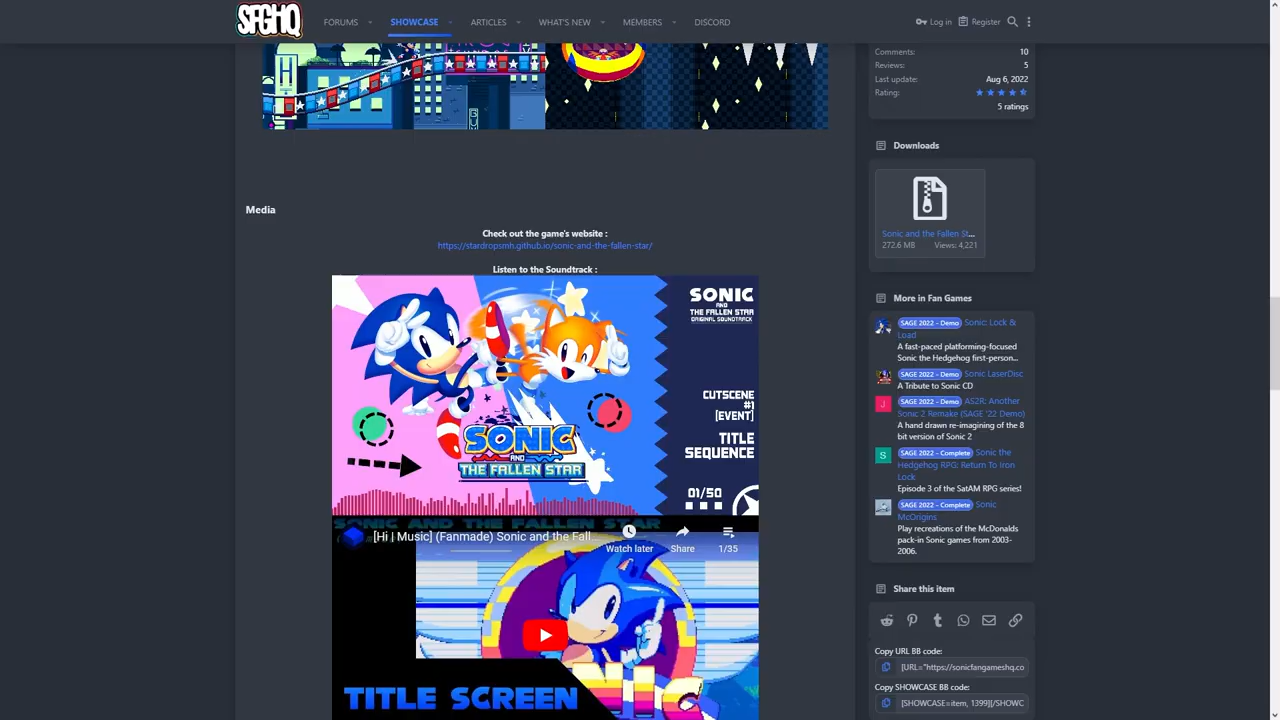 SFGHQ
FORUMS
SHOWCASE
ARTICLES
WHAT'S NEW
MEMBERS
DISCORD
Log in
Register
H
Media
Check out the game's website :
https://stardropsmh.github.io/sonic-and-the-fallen-star/
Listen to the Soundtrack :
SONIC
AND
THE FALLEN STAR
ORIGINAL SOUNDTRACK
CUTSCENE
#1
[EVENT]
TITLE
SEQUENCE
01/50
SONIC
AND
THE FALLEN STAR
SONIC AND THE FALLEN STAR
[Hi | Music] (Fanmade) Sonic and the Fall...
Watch later
Share
1/35
TITLE SCREEN
Comments:
10
Reviews:
5
Last update:
Aug 6, 2022
Rating:
5 ratings
Downloads
Sonic and the Fallen St...
272.6 MB
Views: 4,221
More in Fan Games
SAGE 2022 - Demo Sonic: Lock &
Load
A fast-paced platforming-focused
Sonic the Hedgehog first-person...
SAGE 2022 - Demo Sonic LaserDisc
A Tribute to Sonic CD
J
SAGE 2022 - Demo AS2R: Another
Sonic 2 Remake (SAGE '22 Demo)
A hand drawn re-imagining of the 8
bit version of Sonic 2
S
SAGE 2022 - Complete Sonic the
Hedgehog RPG: Return To Iron
Lock
Episode 3 of the SatAM RPG series!
SAGE 2022 - Complete Sonic
McOrigins
Play recreations of the McDonalds
pack-in Sonic games from 2003-
2006.
Share this item
Copy URL BB code:
[URL="https://sonicfangameshq.co
Copy SHOWCASE BB code:
[SHOWCASE=item, 1399][/SHOWC